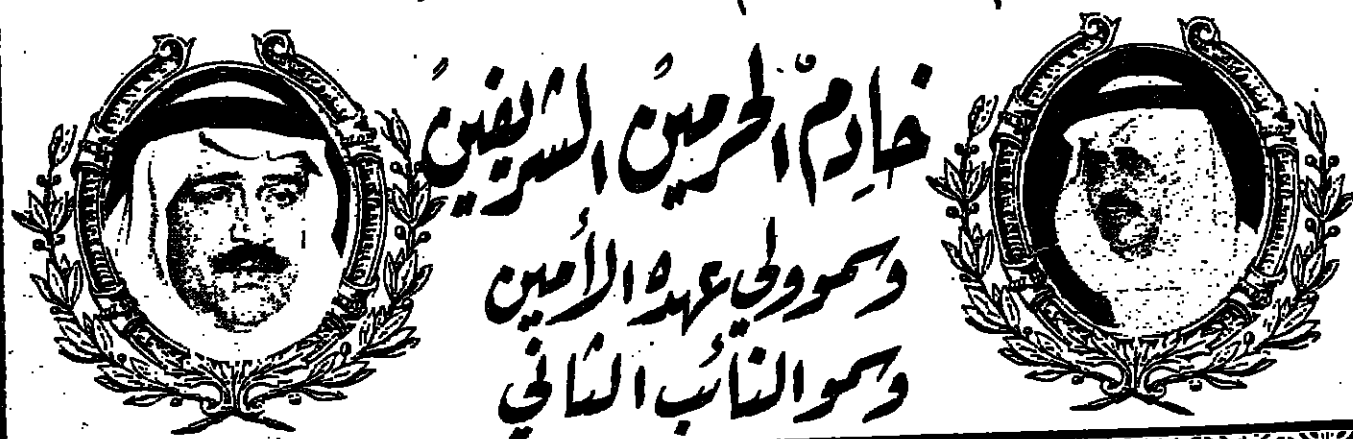 خادم الحرمين الشريفين
وسمو ولي عهده الأمين
وسمو النائب الثاني